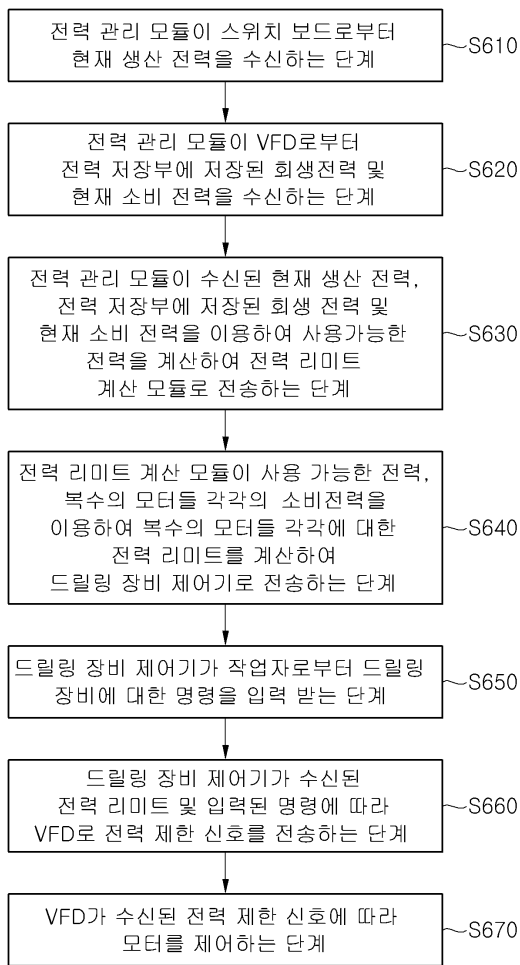 전력 관리 모듈이 스위치 보드로부터
현재 생산 전력을 수신하는 단계
~S610
전력 관리 모듈이 VFD로부터
전력 저장부에 저장된 회생전력 및
현재 소비 전력을 수신하는 단계
~S620
전력 관리 모듈이 수신된 현재 생산 전력,
전력 저장부에 저장된 회생 전력 및
현재 소비 전력을 이용하여 사용가능한
전력을 계산하여 전력 리미트
계산 모듈로 전송하는 단계
~S630
전력 리미트 계산 모듈이 사용 가능한 전력,
복수의 모터들 각각의 소비전력을
이용하여 복수의 모터들 각각에 대한
전력 리미트를 계산하여
드릴링 장비 제어기로 전송하는 단계
~S640
드릴링 장비 제어기가 작업자로부터 드릴링
장비에 대한 명령을 입력 받는 단계
~S650
드릴링 장비 제어기가 수신된
전력 리미트 및 입력된 명령에 따라
VFD로 전력 제한 신호를 전송하는 단계
~S660
VFD가 수신된 전력 제한 신호에 따라
모터를 제어하는 단계
~S670